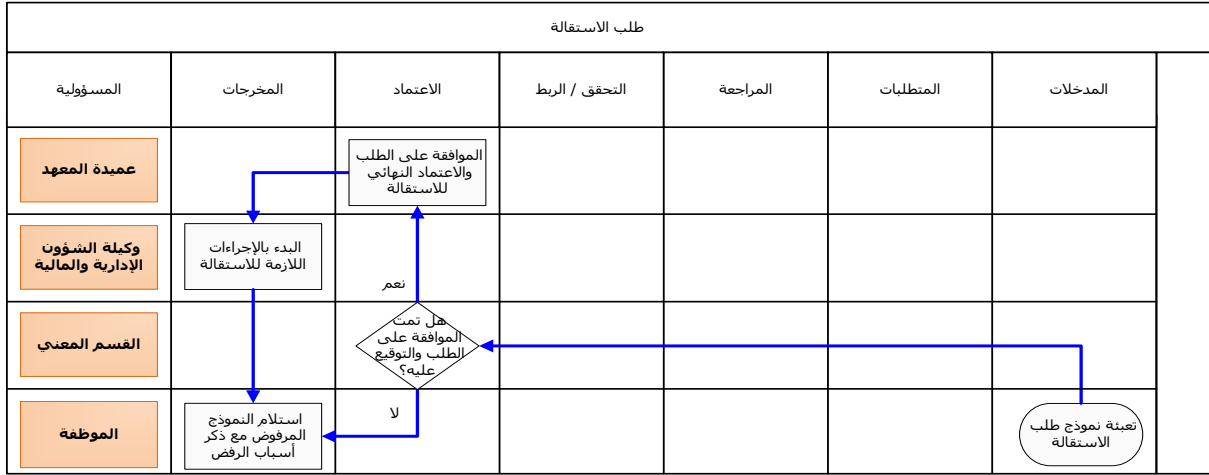 طلب الاستقالة
المدخلات
المتطلبات
المراجعة
التحقق / الربط
الاعتماد
المخرجات
المسؤولية
الموافقة على الطلب
والاعتماد النهائي
للاستقالة
عميدة المعهد
البدء بالإجراءات
اللازمة للاستقالة
وكيلة الشؤون
الإدارية والمالية
نعم
هل تمت
الموافقة على
الطلب والتوقيع
عليه؟
القسم المعني
تعبئة نموذج طلب
الاستقالة
لا
استلام النموذج
المرفوض مع ذكر
أسباب الرفض
الموظفة